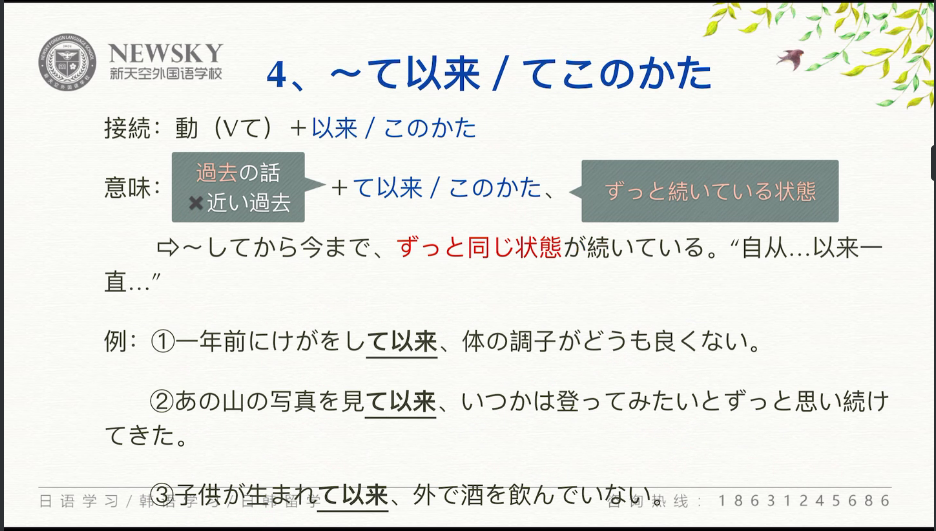 NEWSKY
新天空外国语学校
4、～て以来 / てこのかた
接続：動（Vて）＋以来 / このかた
意味：
過去の話
✖近い過去
＋て以来 / このかた、
ずっと続いている状態
⇨～してから今まで、ずっと同じ状態が続いている。“自从…以来一
直…”
例：①一年前にけがをして以来、体の調子がどうも良くない。
②あの山の写真を見て以来、いつかは登ってみたいとずっと思い続け
てきた。
③子供が生まれて以来、外で酒を飲んでいない。
日语学习/韩语学习/日韩留学
咨询热线：18631245686